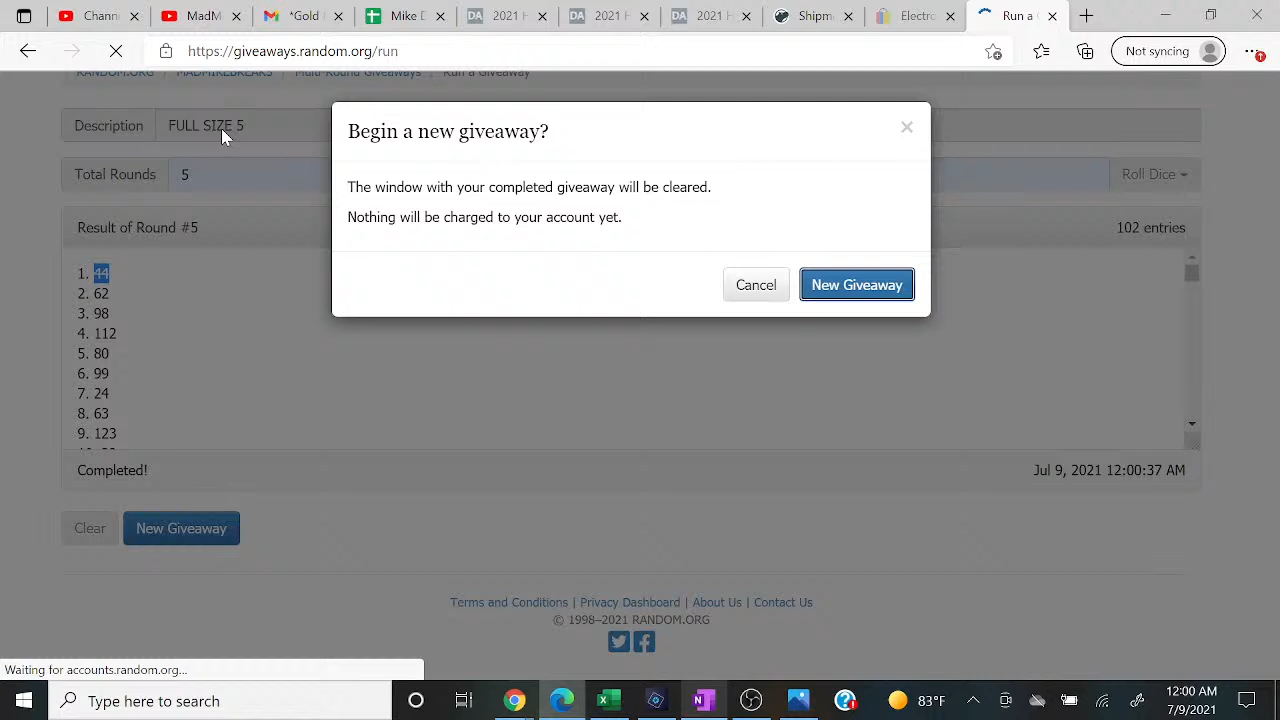 Chann
MadM
*Gold
Mike D
DA 2021 H
DA 2021 H
DA 2021 H
Shipm
Electro
Run a
https://giveaways.random.org/run
Not syncing
RANDOM.ORG / MADMIKEBREAKS / Multi-Round Giveaways / Run a Giveaway
Description FULL SIZE 5
Total Rounds 5 Roll Dice
Begin a new giveaway?
×
The window with your completed giveaway will be cleared.
Nothing will be charged to your account yet.
Cancel New Giveaway
Result of Round #5 102 entries
1. 44
2. 62
3. 98
4. 112
5. 80
6. 99
7. 24
8. 63
9. 123
Completed! Jul 9, 2021 12:00:37 AM
Clear New Giveaway
Terms and Conditions | Privacy Dashboard | About Us | Contact Us
© 1998–2021 RANDOM.ORG
Waiting for accounts.random.org...
Type here to search
83°F
12:00 AM
7/9/2021